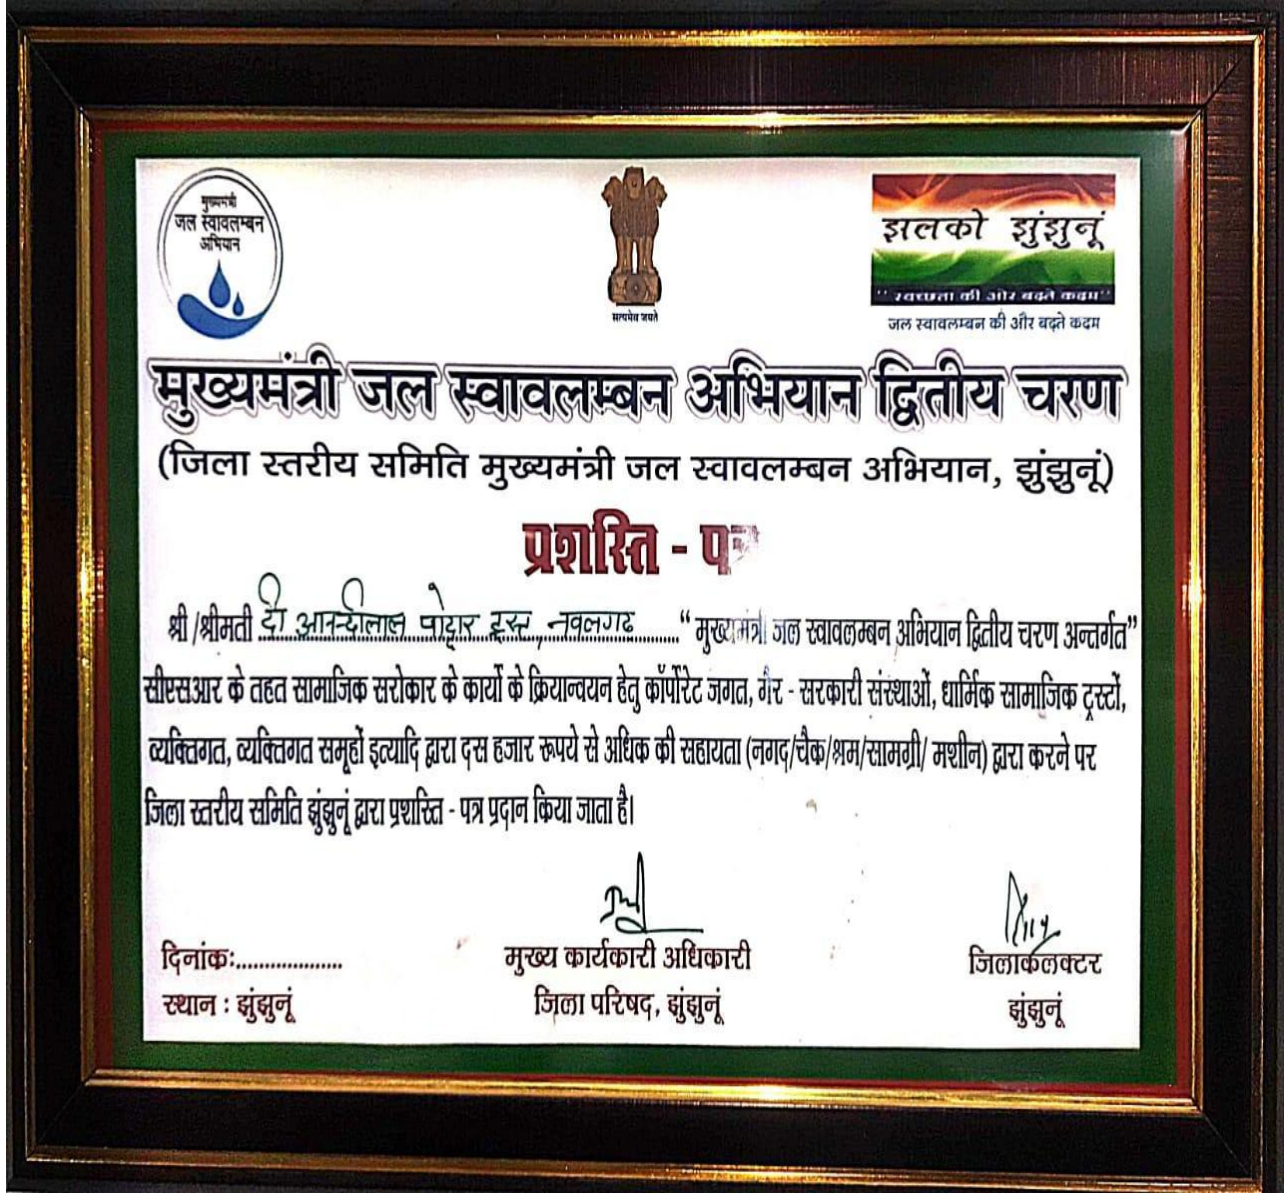 मुख्यमंत्री
जल स्वावलम्बन
अभियान
सत्यमेव जयते
झलको झुंझुनूं
"स्वच्छता की ओर बढ़ते कदम"
जल स्वावलम्बन की और बढ़ते कदम
मुख्यमंत्री जल स्वावलम्बन अभियान द्वितीय चरण
(जिला स्तरीय समिति मुख्यमंत्री जल स्वावलम्बन अभियान, झुंझुनूं)
प्रशस्ति - पत्र
श्री /श्रीमती दी आनन्दीलाल पोद्दार ट्रस्ट, नवलगढ "मुख्यमंत्री जल स्वावलम्बन अभियान द्वितीय चरण अन्तर्गत"
सीएसआर के तहत सामाजिक सरोकार के कार्यो के क्रियान्वयन हेतु कॉर्पोरेट जगत, गैर - सरकारी संस्थाओं, धार्मिक सामाजिक ट्रस्टों,
व्यक्तिगत, व्यक्तिगत समूहों इत्यादि द्वारा दस हजार रूपये से अधिक की सहायता (नगद/चैक/श्रम/सामग्री/ मशीन) द्वारा करने पर
जिला स्तरीय समिति झुंझुनूं द्वारा प्रशस्ति - पत्र प्रदान किया जाता है।
दिनांक:...................
स्थान : झुंझुनूं
मुख्य कार्यकारी अधिकारी
जिला परिषद, झुंझुनूं
जिलाकलक्टर
झुंझुनूं